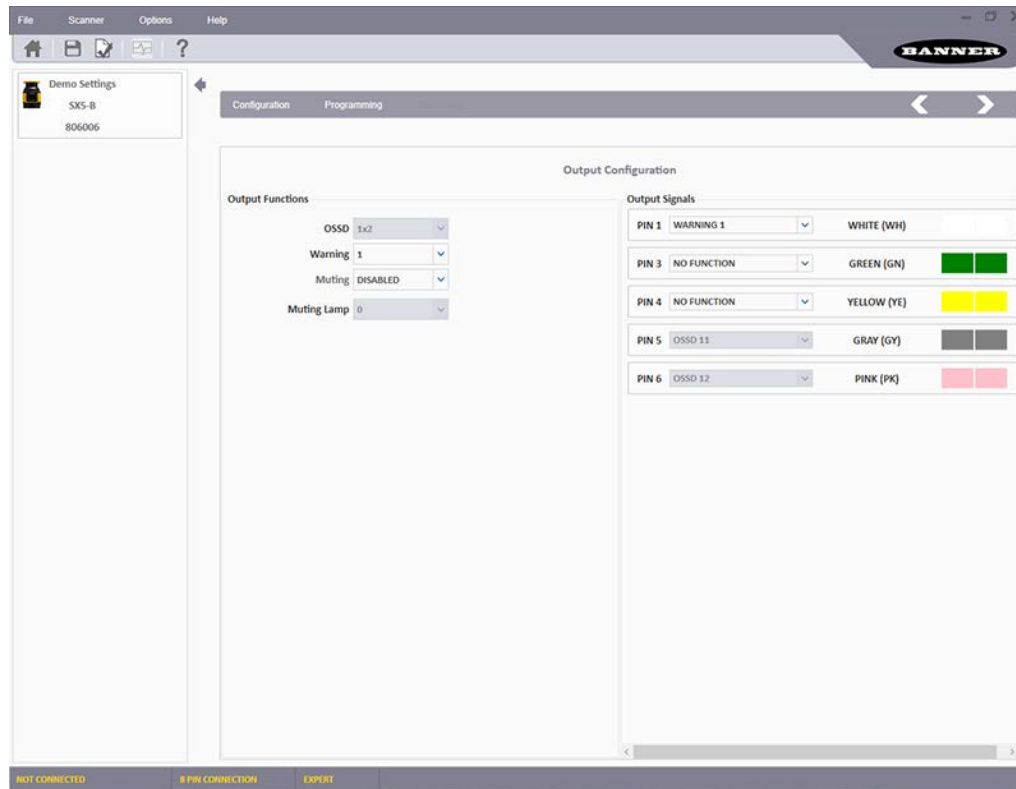 File Scanner Options Help
BANNER
Demo Settings
SX5-B
806006
Configuration Programming
Output Configuration
Output Functions
OSSD 1x2
Warning 1
Muting DISABLED
Muting Lamp 0
Output Signals
PIN 1 WARNING 1 WHITE (WH)
PIN 3 NO FUNCTION GREEN (GN)
PIN 4 NO FUNCTION YELLOW (YE)
PIN 5 OSSD 11 GRAY (GY)
PIN 6 OSSD 12 PINK (PK)
NOT CONNECTED 8 PIN CONNECTION EXPERT